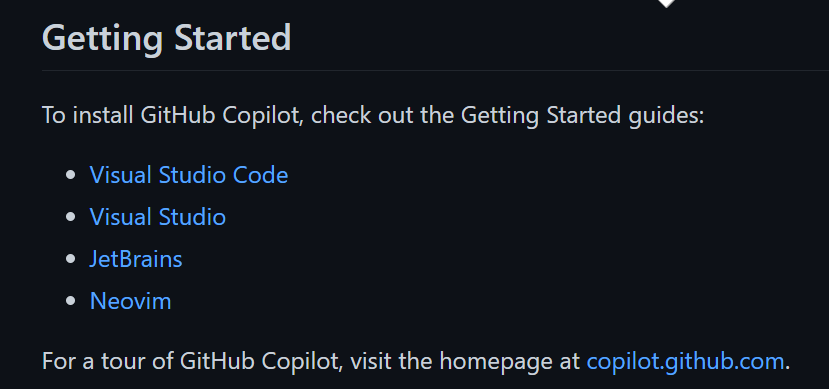 Getting Started
To install GitHub Copilot, check out the Getting Started guides:
Visual Studio Code
Visual Studio
JetBrains
Neovim
For a tour of GitHub Copilot, visit the homepage at copilot.github.com.